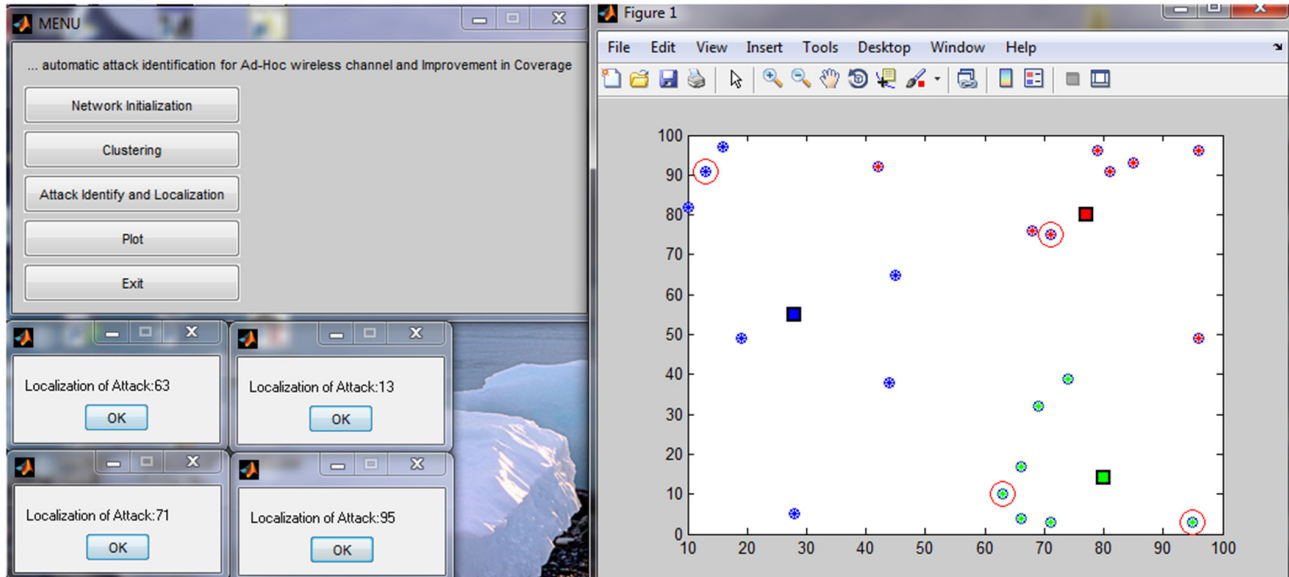 MENU
... automatic attack identification for Ad-Hoc wireless channel and Improvement in Coverage
Network Initialization
Clustering
Attack Identify and Localization
Plot
Exit
Localization of Attack:63
OK
Localization of Attack:13
OK
Localization of Attack:71
OK
Localization of Attack:95
OK
Figure 1
File Edit View Insert Tools Desktop Window Help
100
90
80
70
60
50
40
30
20
10
0
10 20 30 40 50 60 70 80 90 100